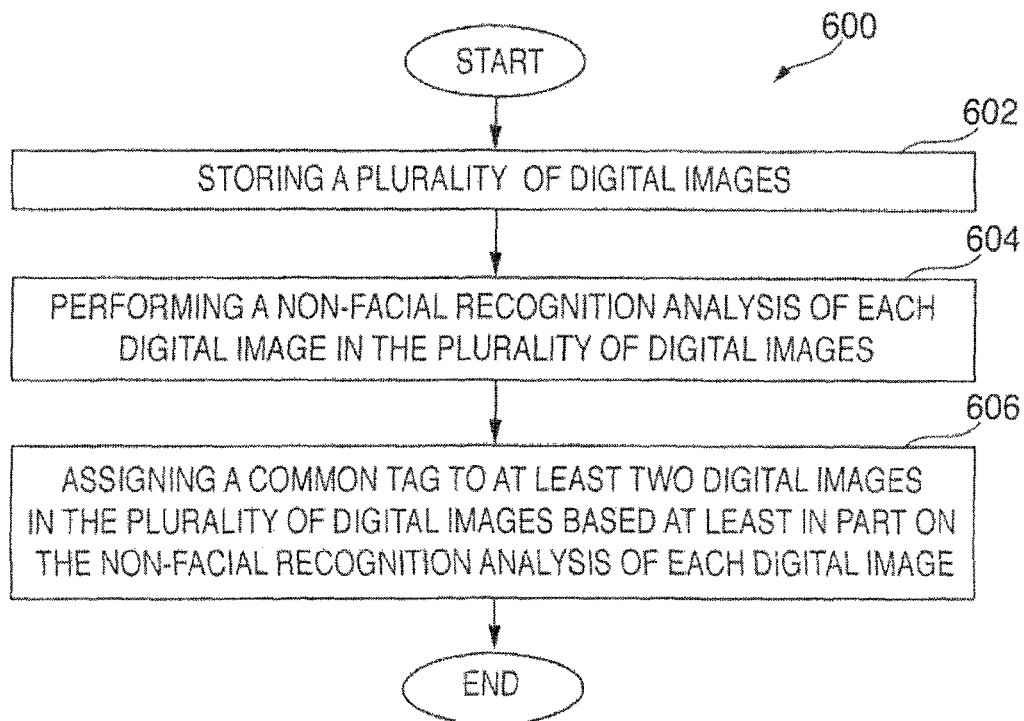 600
START
602
STORING A PLURALITY OF DIGITAL IMAGES
604
PERFORMING A NON-FACIAL RECOGNITION ANALYSIS OF EACH
DIGITAL IMAGE IN THE PLURALITY OF DIGITAL IMAGES
606
ASSIGNING A COMMON TAG TO AT LEAST TWO DIGITAL IMAGES
IN THE PLURALITY OF DIGITAL IMAGES BASED AT LEAST IN PART ON
THE NON-FACIAL RECOGNITION ANALYSIS OF EACH DIGITAL IMAGE
END